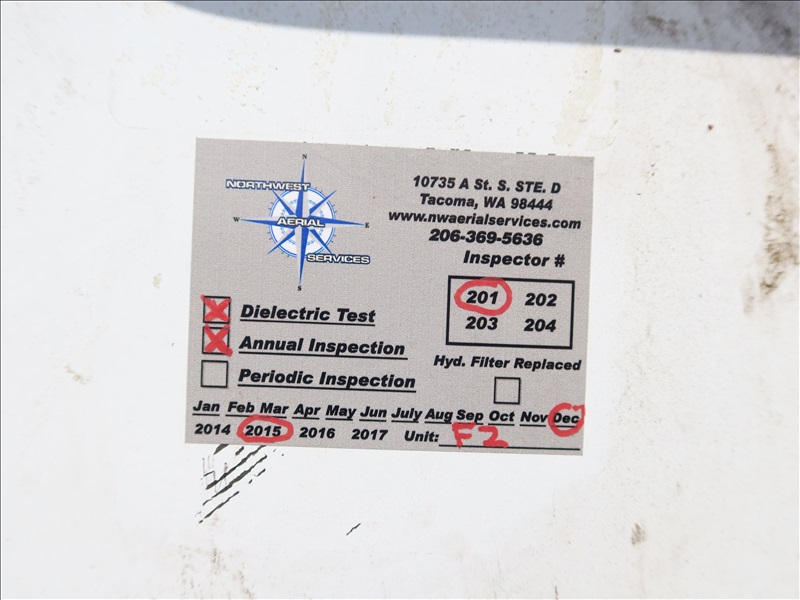 N
NORTHWEST
W AERIAL E
SERVICES
S
10735 A St. S. STE. D
Tacoma, WA 98444
www.nwaerialservices.com
206-369-5636
Inspector #
201 202
203 204
X Dielectric Test
X Annual Inspection
Periodic Inspection
Hyd. Filter Replaced
Jan Feb Mar Apr May Jun July Aug Sep Oct Nov Dec
2014 2015 2016 2017 Unit: F2